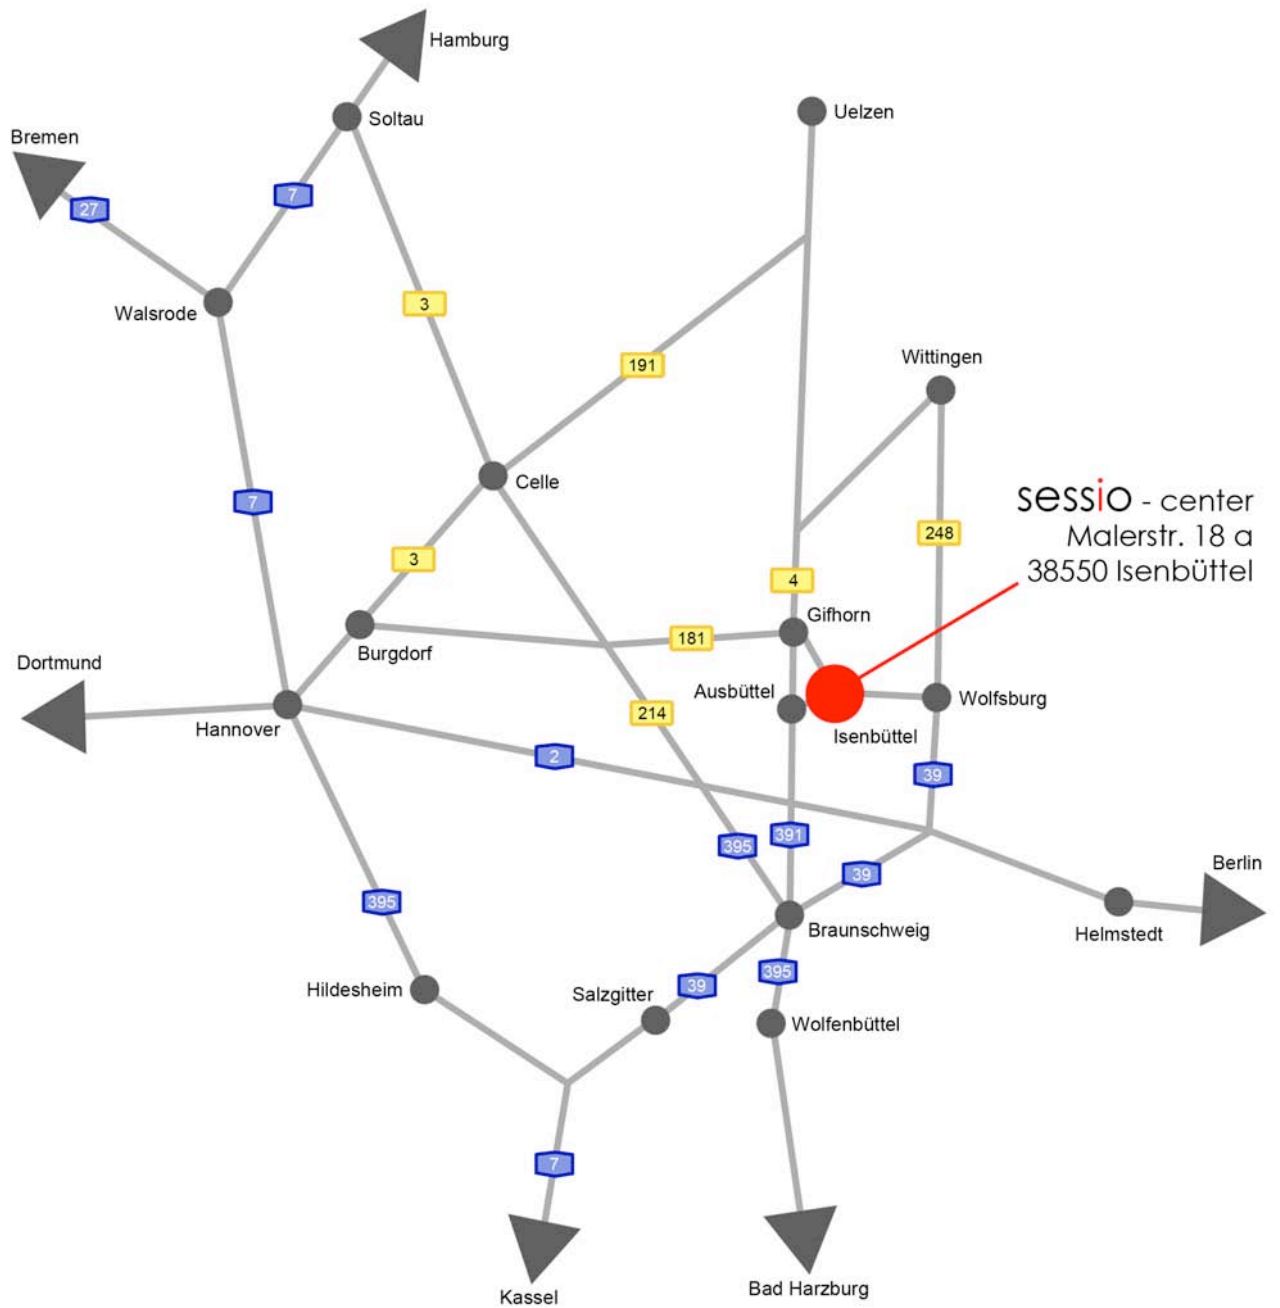 Hamburg
Uelzen
Soltau
Bremen
7
27
Walsrode
3
191
Wittingen
Celle
7
sessio - center
Malerstr. 18 a
38550 Isenbüttel
248
3
4
Gifhorn
181
Burgdorf
Dortmund
Ausbüttel
Wolfsburg
214
Hannover
Isenbüttel
2
39
391
395
39
Berlin
395
Braunschweig
Helmstedt
395
39
Hildesheim
Salzgitter
Wolfenbüttel
7
Bad Harzburg
Kassel